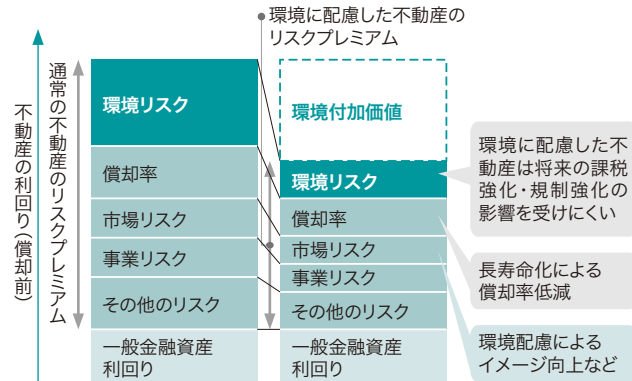 環境に配慮した不動産の
リスクプレミアム
不動産の利回り(償却前)
通常の不動産のリスクプレミアム
環境リスク
償却率
市場リスク
事業リスク
その他のリスク
一般金融資産
利回り
環境付加価値
環境リスク
償却率
市場リスク
事業リスク
その他のリスク
一般金融資産
利回り
環境に配慮した不
動産は将来の課税
強化・規制強化の
影響を受けにくい
長寿命化による
償却率低減
環境配慮による
イメージ向上など